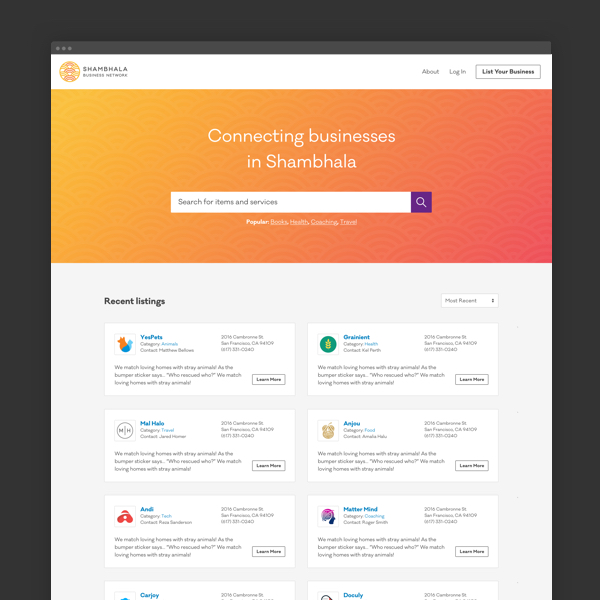 SHAMBHALA
BUSINESS NETWORK
About Log In List Your Business
Connecting businesses
in Shambhala
Search for items and services
Popular: Books, Health, Coaching, Travel
Recent listings
Most Recent
YesPets
Category: Animals
Contact: Matthew Bellows
2016 Cambronne St.
San Francisco, CA 94109
(617) 331-0240
We match loving homes with stray animals! As the
bumper sticker says... "Who rescued who?" We match
loving homes with stray animals!
Learn More
Grainient
Category: Health
Contact: Kel Perth
2016 Cambronne St.
San Francisco, CA 94109
(617) 331-0240
We match loving homes with stray animals! As the
bumper sticker says... "Who rescued who?" We match
loving homes with stray animals!
Learn More
M H
Mal Halo
Category: Travel
Contact: Jared Homer
2016 Cambronne St.
San Francisco, CA 94109
(617) 331-0240
We match loving homes with stray animals! As the
bumper sticker says... "Who rescued who?" We match
loving homes with stray animals!
Learn More
Anjou
Category: Food
Contact: Amelia Halu
2016 Cambronne St.
San Francisco, CA 94109
(617) 331-0240
We match loving homes with stray animals! As the
bumper sticker says... "Who rescued who?" We match
loving homes with stray animals!
Learn More
Andi
Category: Tech
Contact: Rosa Sanderson
2016 Cambronne St.
San Francisco, CA 94109
(617) 331-0240
We match loving homes with stray animals! As the
bumper sticker says... "Who rescued who?" We match
loving homes with stray animals!
Learn More
Matter Mind
Category: Coaching
Contact: Roger Smith
2016 Cambronne St.
San Francisco, CA 94109
(617) 331-0240
We match loving homes with stray animals! As the
bumper sticker says... "Who rescued who?" We match
loving homes with stray animals!
Learn More
Carjoy
2016 Cambronne St.
Doculy
2016 Cambronne St.